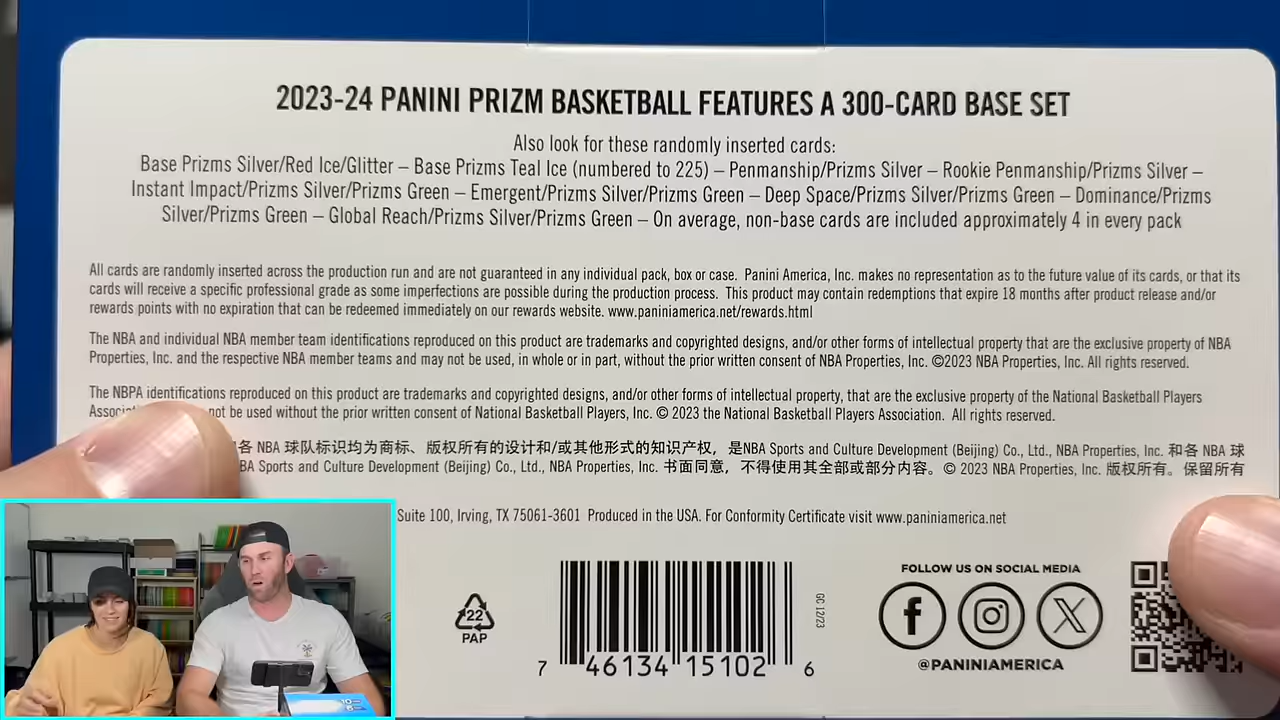 2023-24 PANINI PRIZM BASKETBALL FEATURES A 300-CARD BASE SET
Also look for these randomly inserted cards:
Base Prizms Silver/Red Ice/Glitter – Base Prizms Teal Ice (numbered to 225) – Penmanship/Prizms Silver – Rookie Penmanship/Prizms Silver –
Instant Impact/Prizms Silver/Prizms Green – Emergent/Prizms Silver/Prizms Green – Deep Space/Prizms Silver/Prizms Green – Dominance/Prizms
Silver/Prizms Green – Global Reach/Prizms Silver/Prizms Green – On average, non-base cards are included approximately 4 in every pack
All cards are randomly inserted across the production run and are not guaranteed in any individual pack, box or case. Panini America, Inc. makes no representation as to the future value of its cards, or that its
cards will receive a specific professional grade as some imperfections are possible during the production process. This product may contain redemptions that expire 18 months after product release and/or
rewards points with no expiration that can be redeemed immediately on our rewards website. www.paniniamerica.net/rewards.html
The NBA and individual NBA member team identifications reproduced on this product are trademarks and copyrighted designs, and/or other forms of intellectual property that are the exclusive property of NBA
Properties, Inc. and the respective NBA member teams and may not be used, in whole or in part, without the prior written consent of NBA Properties, Inc. ©2023 NBA Properties, Inc. All rights reserved.
The NBPA identifications reproduced on this product are trademarks and copyrighted designs, and/or other forms of intellectual property, that are the exclusive property of the National Basketball Players
not be used without the prior written consent of National Basketball Players, Inc. © 2023 the National Basketball Players Association. All rights reserved.
各 NBA 球队标识均为商标、版权所有的设计和/或其他形式的知识产权，是NBA Sports and Culture Development (Beijing) Co., Ltd., NBA Properties, Inc. 和各 NBA 球
BA Sports and Culture Development (Beijing) Co., Ltd., NBA Properties, Inc. 书面同意，不得使用其全部或部分内容。© 2023 NBA Properties, Inc. 版权所有。保留所有
Suite 100, Irving, TX 75061-3601 Produced in the USA. For Conformity Certificate visit www.paniniamerica.net
FOLLOW US ON SOCIAL MEDIA
22
PAP
7 46134 15102 6
GC 12/23
@PANINIAMERICA